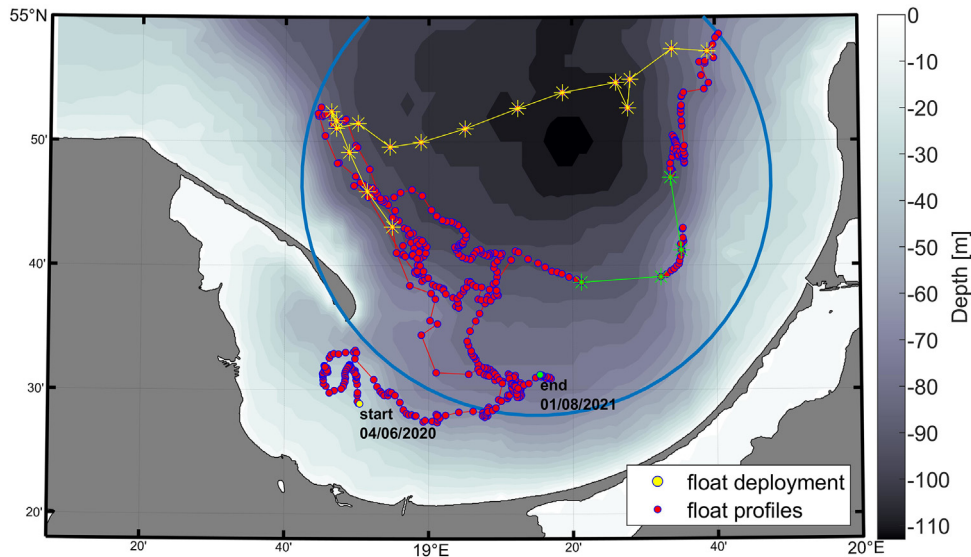 55°N
50'
40'
30'
20'
20'
40'
19°E
20'
40'
20°E
start
04/06/2020
end
01/08/2021
float deployment
float profiles
0
-10
-20
-30
-40
-50
-60
-70
-80
-90
-100
-110
Depth [m]